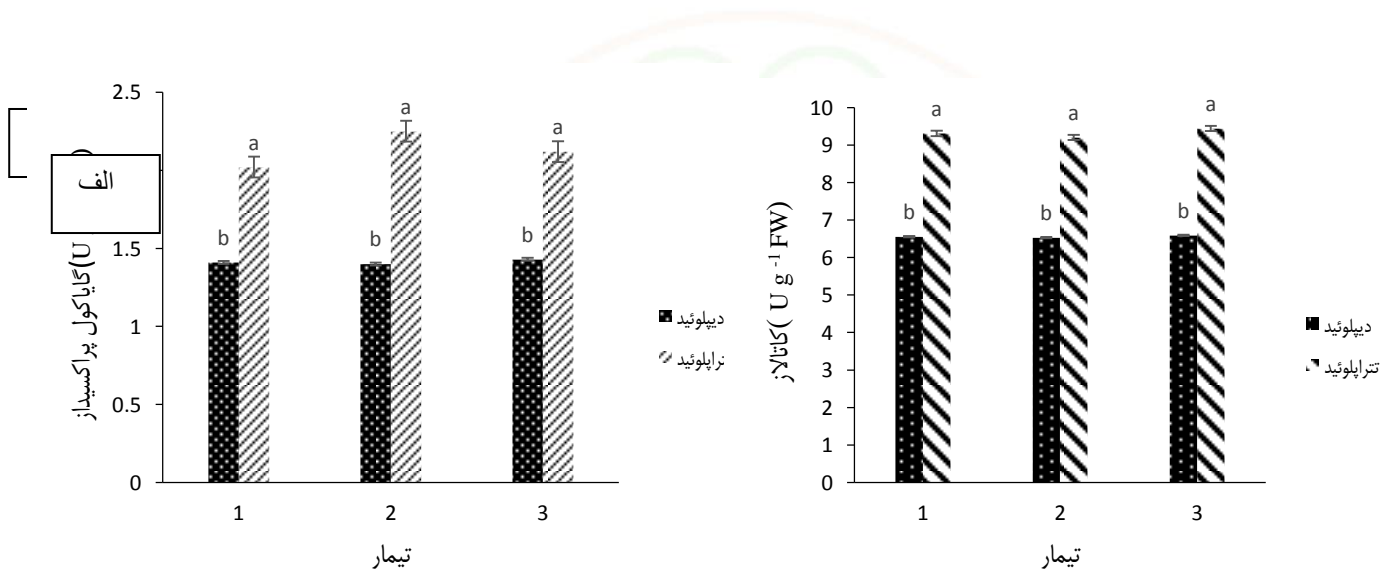 2.5
1.5
1
0.5
0
a
a
a
b
b
b
الف
گایاکول پراکسیداز(U
1
2
3
تیمار
دیپلوئید
تراپلوئید
10
9
8
7
6
5
4
3
2
1
0
a
a
a
b
b
b
کاتالاز( U g -1 FW)
1
2
3
تیمار
دیپلوئید
تتراپلوئید